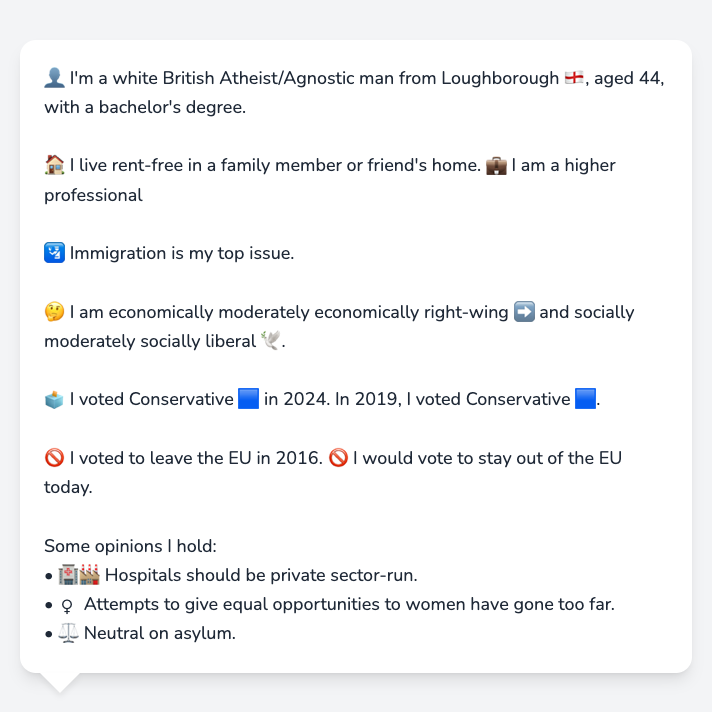 👤 I'm a white British Atheist/Agnostic man from Loughborough 🏴󠁧󠁢󠁥󠁮󠁧󠁿, aged 44,
with a bachelor's degree.
🏠 I live rent-free in a family member or friend's home. 💼 I am a higher
professional
🛂 Immigration is my top issue.
🤔 I am economically moderately economically right-wing ➡️ and socially
moderately socially liberal 🕊️.
🗳️ I voted Conservative 🟦 in 2024. In 2019, I voted Conservative 🟦.
🚫 I voted to leave the EU in 2016. 🚫 I would vote to stay out of the EU
today.
Some opinions I hold:
• 🏥🏭 Hospitals should be private sector-run.
• ♀ Attempts to give equal opportunities to women have gone too far.
• ⚖️ Neutral on asylum.